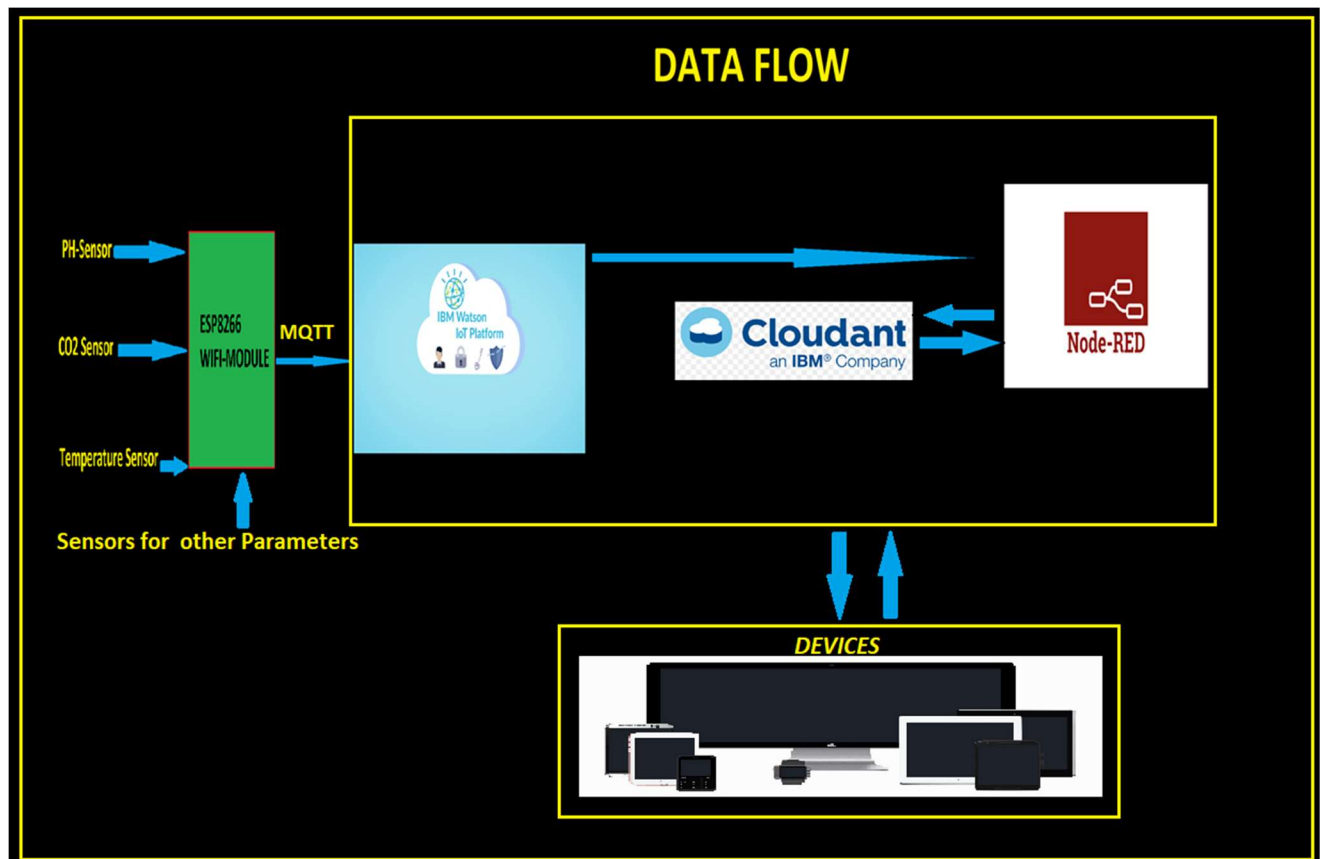 DATA FLOW
PH-Sensor
CO2 Sensor
Temperature Sensor
Sensors for other Parameters
ESP8266
WIFI-MODULE
MQTT
IBM Watson
IoT Platform
Cloudant
an IBM® Company
Node-RED
DEVICES